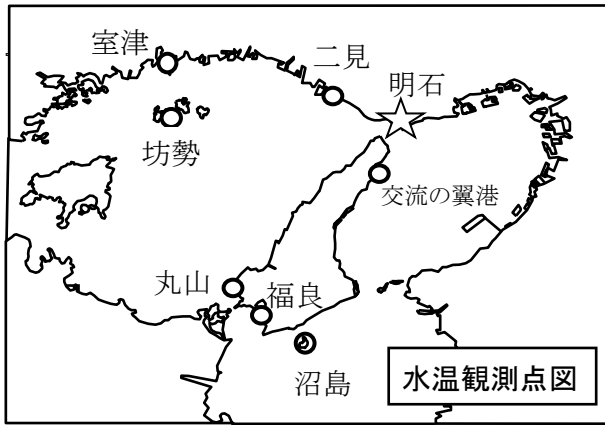 室津
二見
明石
坊勢
交流の翼港
丸山
福良
沼島
水温観測点図